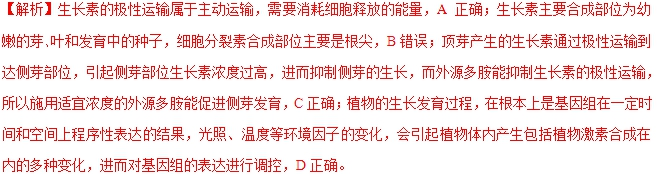 【解析】生长素的极性运输属于主动运输，需要消耗细胞释放的能量，A 正确；生长素主要合成部位为幼
嫩的芽、叶和发育中的种子，细胞分裂素合成部位主要是根尖，B 错误；顶芽产生的生长素通过极性运输到
达侧芽部位，引起侧芽部位生长素浓度过高，进而抑制侧芽的生长，而外源多胺能抑制生长素的极性运输，
所以施用适宜浓度的外源多胺能促进侧芽发育，C 正确；植物的生长发育过程，在根本上是基因组在一定时
间和空间上程序性表达的结果，光照、温度等环境因子的变化，会引起植物体内产生包括植物激素合成在
内的多种变化，进而对基因组的表达进行调控，D 正确。